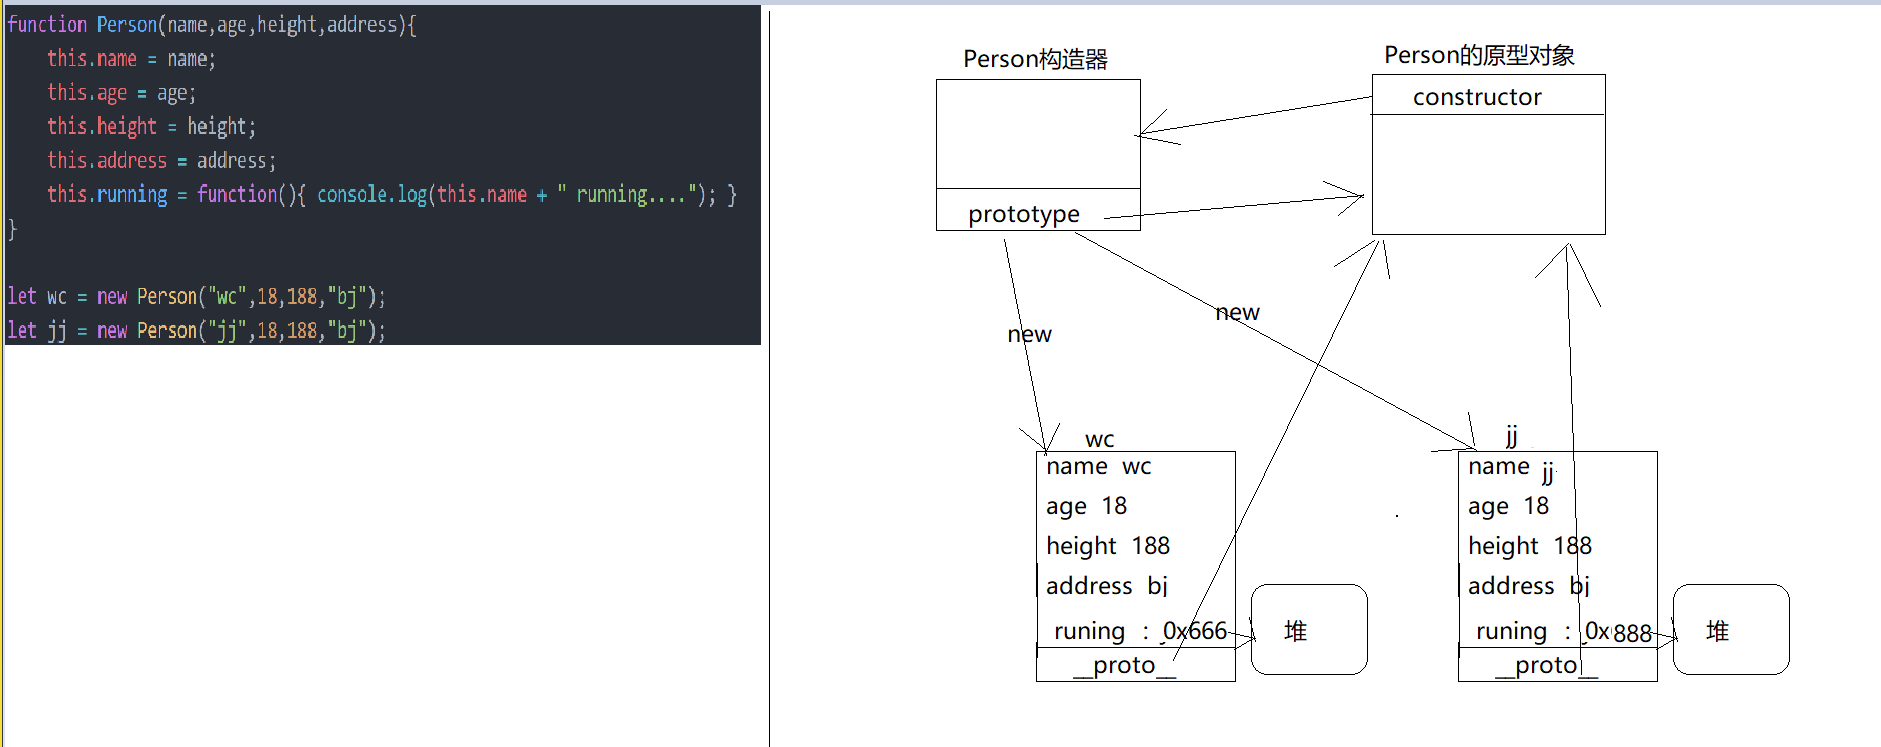 function Person(name,age,height,address){
    this.name = name;
    this.age = age;
    this.height = height;
    this.address = address;
    this.running = function(){ console.log(this.name + " running...."); }
}
let wc = new Person("wc",18,188,"bj");
let jj = new Person("jj",18,188,"bj");
Person构造器
prototype
Person的原型对象
constructor
new
new
wc
name wc
age 18
height 188
address bj
runing : 0x666
__proto__
堆
jj
name jj
age 18
height 188
address bj
runing : 0x888
__proto__
堆